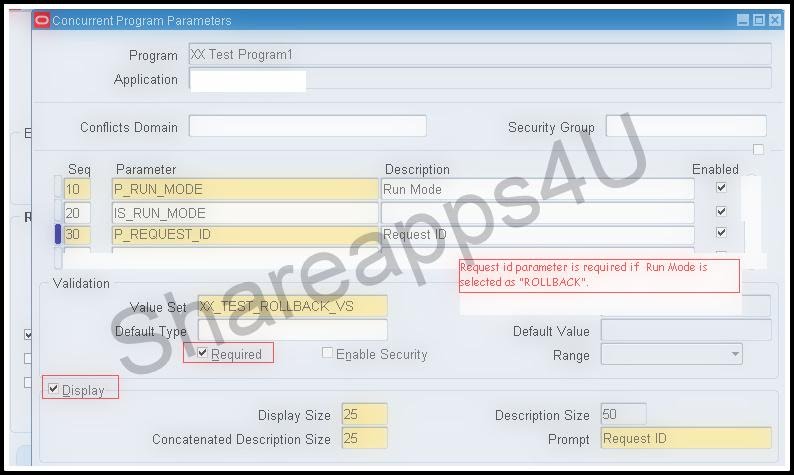 Concurrent Program Parameters
Program XX Test Program1
Application
Conflicts Domain Security Group
Seq Parameter Description Enabled
10 P_RUN_MODE Run Mode
20 IS_RUN_MODE
30 P_REQUEST_ID Request ID
Request id parameter is required if Run Mode is
selected as "ROLLBACK".
Validation
Value Set XX_TEST_ROLLBACK_VS
Default Type Default Value
Required Enable Security Range
Display
Display Size 25 Description Size 50
Concatenated Description Size 25 Prompt Request ID
Shareapps4U
E
R